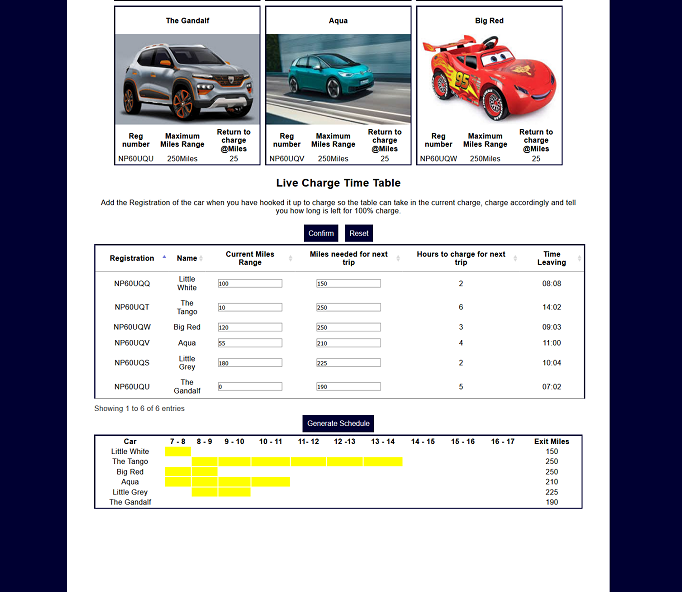 The Gandalf
Aqua
Big Red
Reg number
Maximum Miles Range
Return to charge @Miles
Reg number
Maximum Miles Range
Return to charge @Miles
Reg number
Maximum Miles Range
Return to charge @Miles
NP60UQU 250Miles 25
NP60UQV 250Miles 25
NP60UQW 250Miles 25
95
Live Charge Time Table
Add the Registration of the car when you have hooked it up to charge so the table can take in the current charge, charge accordingly and tell
you how long is left for 100% charge.
Confirm Reset
Registration Name Current Miles Range Miles needed for next trip Hours to charge for next trip Time Leaving
NP60UQQ Little White 100 150 2 08:08
NP60UQT The Tango 10 250 6 14:02
NP60UQW Big Red 120 250 3 09:03
NP60UQV Aqua 55 210 4 11:00
NP60UQS Little Grey 180 225 2 10:04
NP60UQU The Gandalf 0 190 5 07:02
Showing 1 to 6 of 6 entries
Generate Schedule
Car 7 - 8 8 - 9 9 - 10 10 - 11 11- 12 12 -13 13 - 14 14 - 15 15 - 16 16 - 17 Exit Miles
Little White 150
The Tango 250
Big Red 250
Aqua 210
Little Grey 225
The Gandalf 190